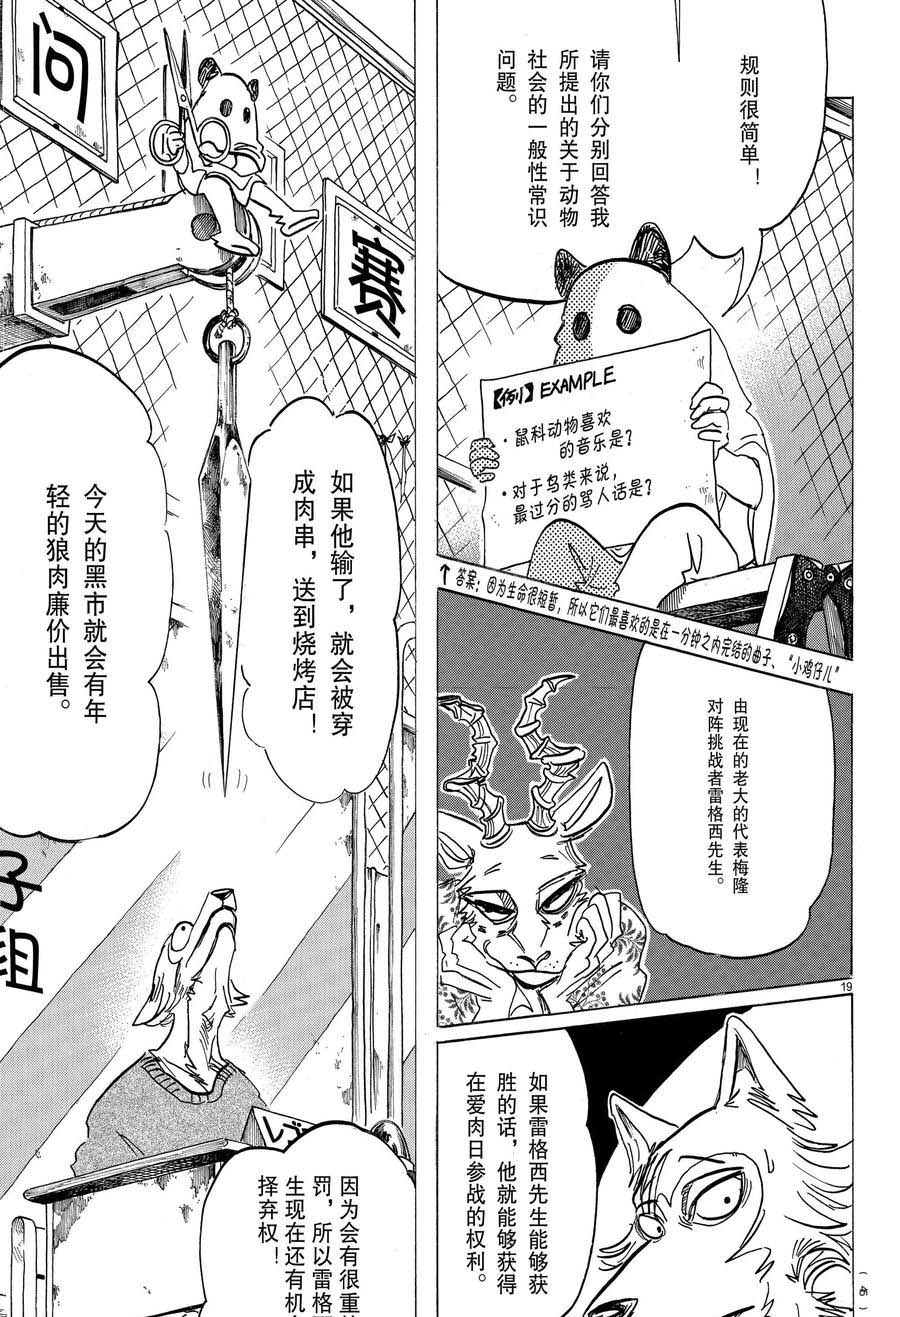 规则很简单！
请你们分别回答我
所提出的关于动物
社会的一般性常识
问题。
【例】EXAMPLE
・鼠科动物喜欢
的音乐是？
・对于鸟类来说，
最过分的骂人话是？
↑答案：因为生命很短暂，所以它们最喜欢的是在一分钟之内完结的曲子、“小鸡仔儿”
由现在的老大的代表梅隆
对阵挑战者雷格西先生。
19
如果雷格西先生能够获
胜的话，他就能够获得
在爱肉日参战的权利。
问
赛
如果他输了，就会被穿
成肉串，送到烧烤店！
今天的黑市就会有年
轻的狼肉廉价出售。
子
组
レゴ
因为会有很重的
罚，所以雷格西
生现在还有机会
择弃权！